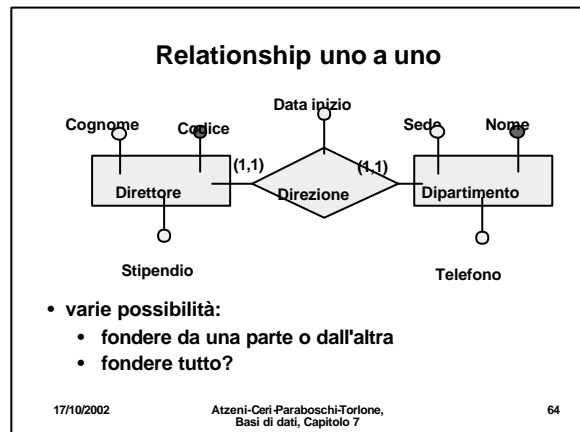 Relationship uno a uno
Data inizio
Cognome Codice Sede Nome
(1,1) (1,1)
Direttore Direzione Dipartimento
Stipendio Telefono
• varie possibilità:
• fondere da una parte o dall'altra
• fondere tutto?
17/10/2002 Atzeni-Ceri-Paraboschi-Torlone, 64
Basi di dati, Capitolo 7